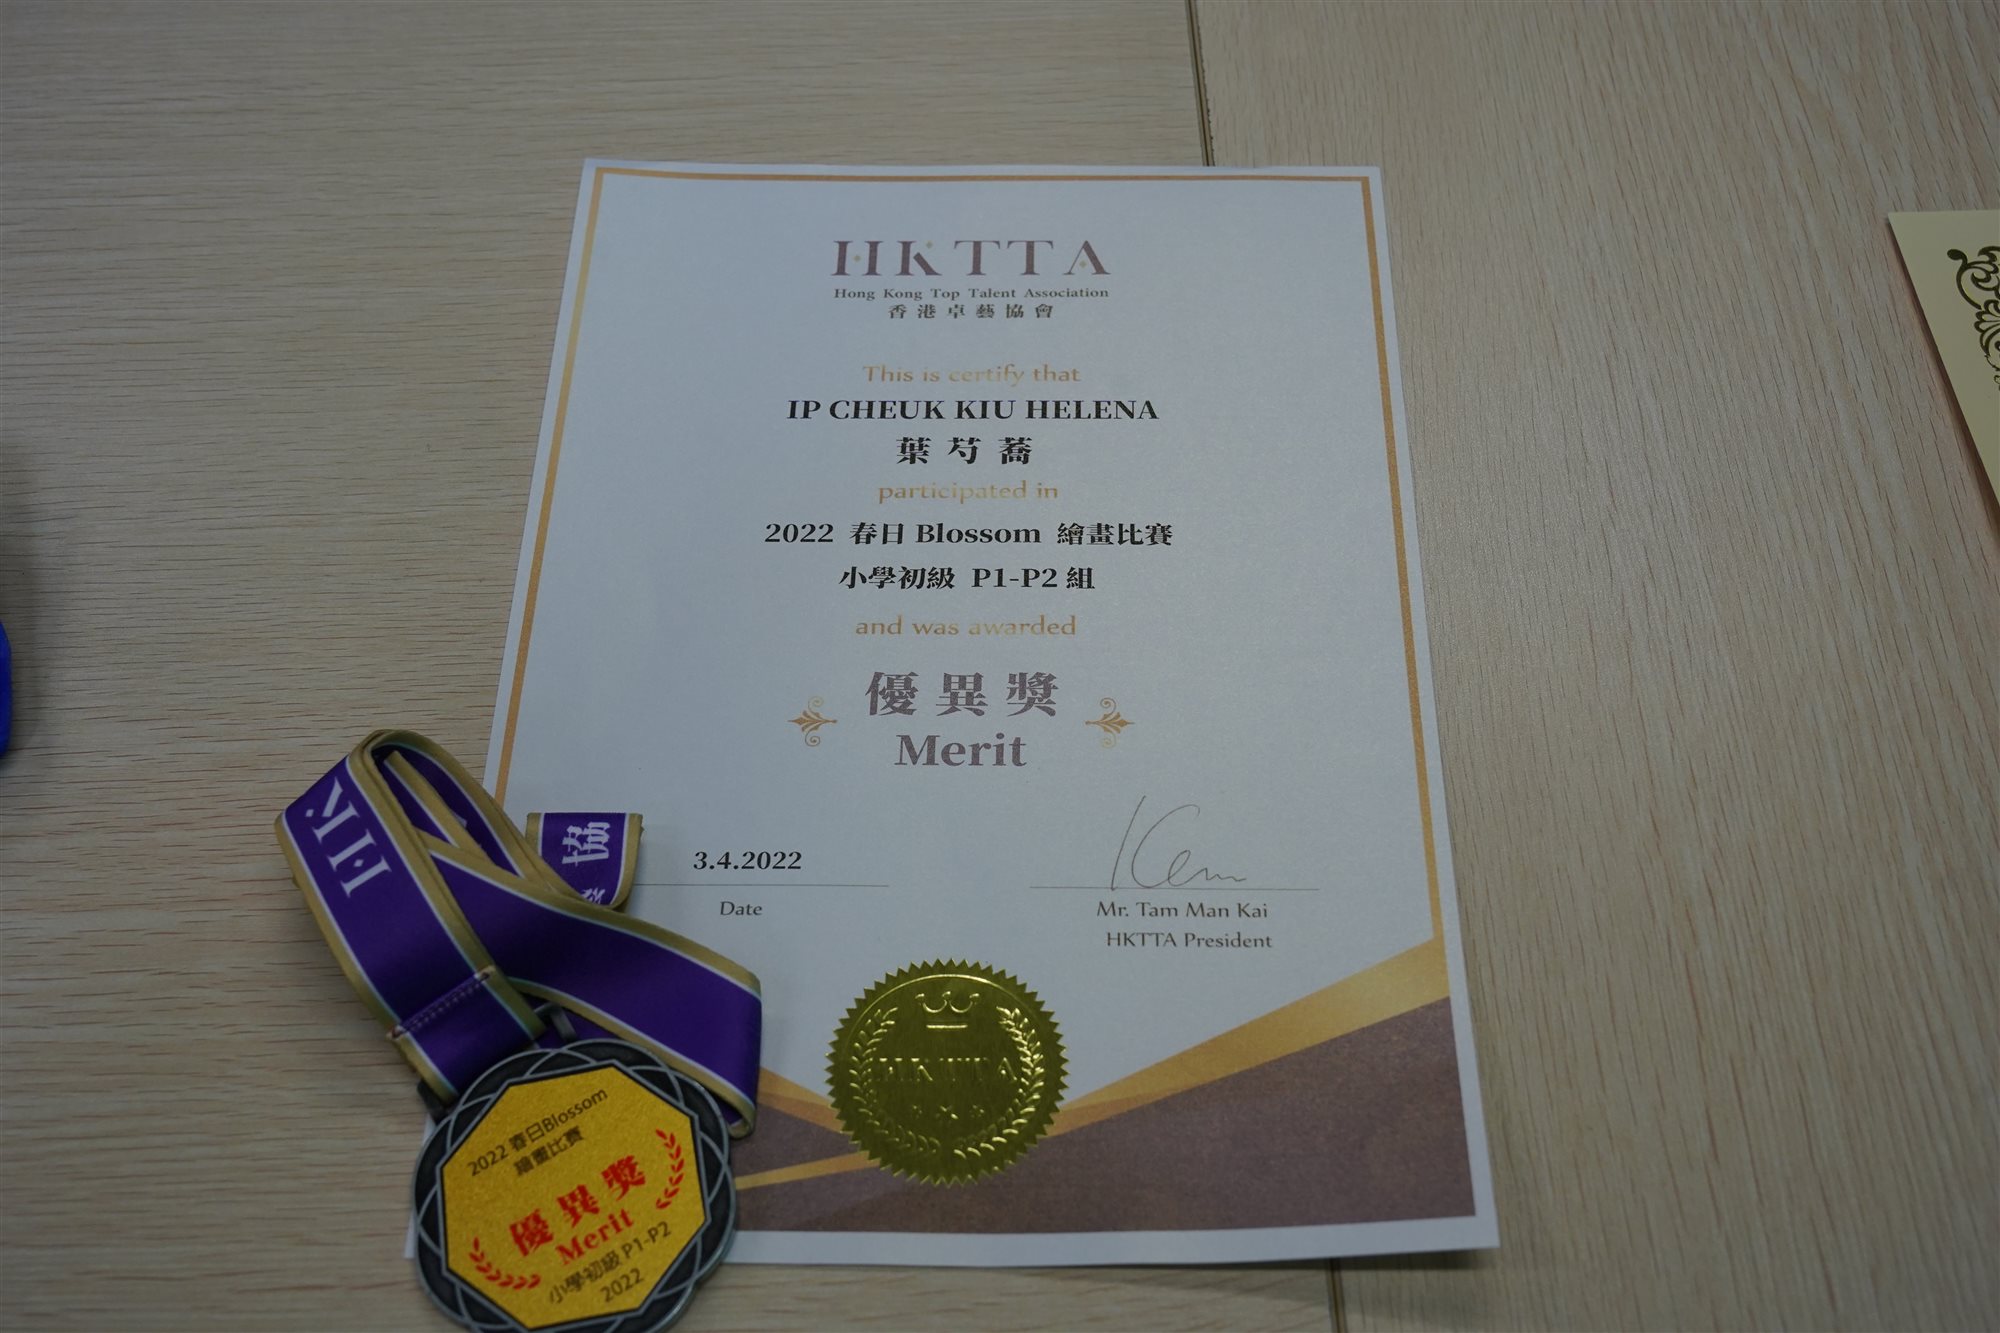 HKTTA
Hong Kong Top Talent Association
香港卓藝協會
This is certify that
IP CHEUK KIU HELENA
葉芍蕎
participated in
2022 春日 Blossom 繪畫比賽
小學初級 P1-P2 組
and was awarded
優異獎
Merit
3.4.2022
Date
Mr. Tam Man Kai
HKTTA President
HKTTA
HK
協
2022 春日Blossom
繪畫比賽
優異獎
Merit
小學初級 P1-P2
2022